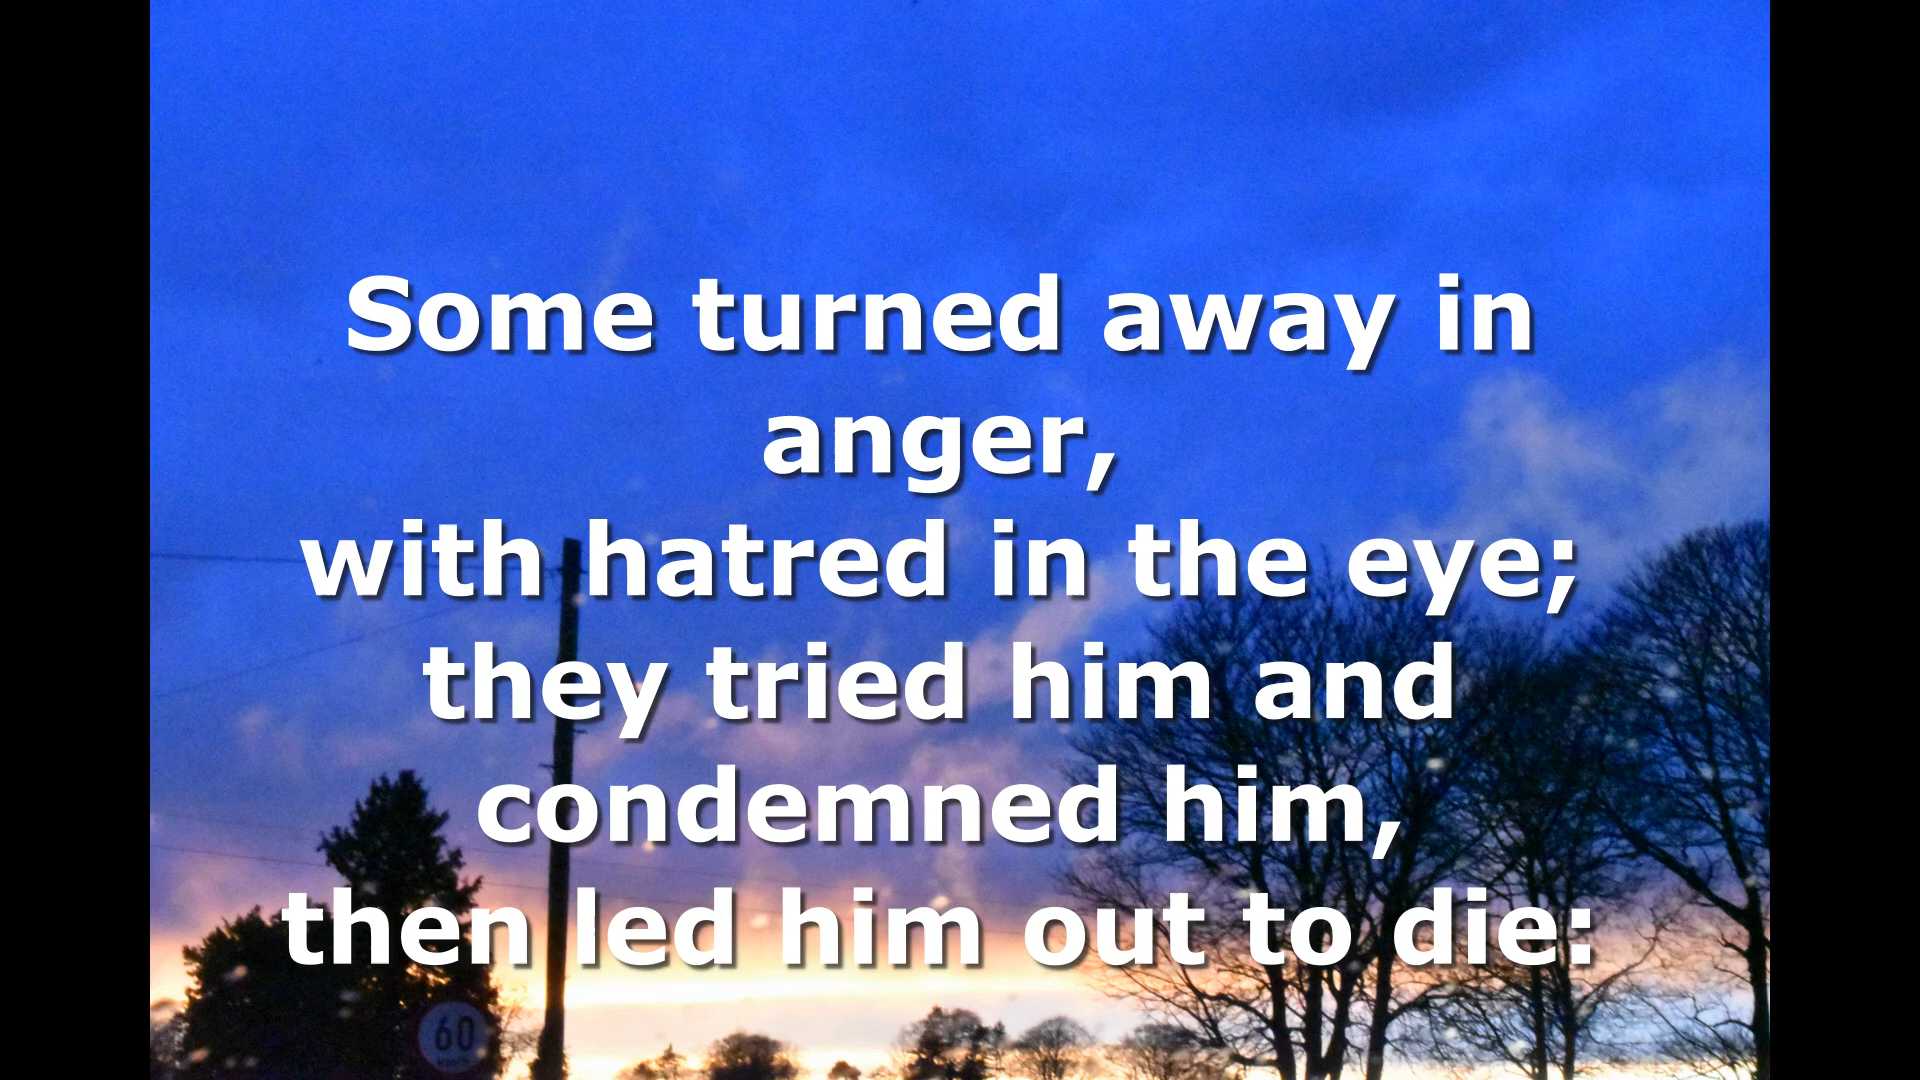 Some turned away in
anger,
with hatred in the eye;
they tried him and
condemned him,
then led him out to die:
60